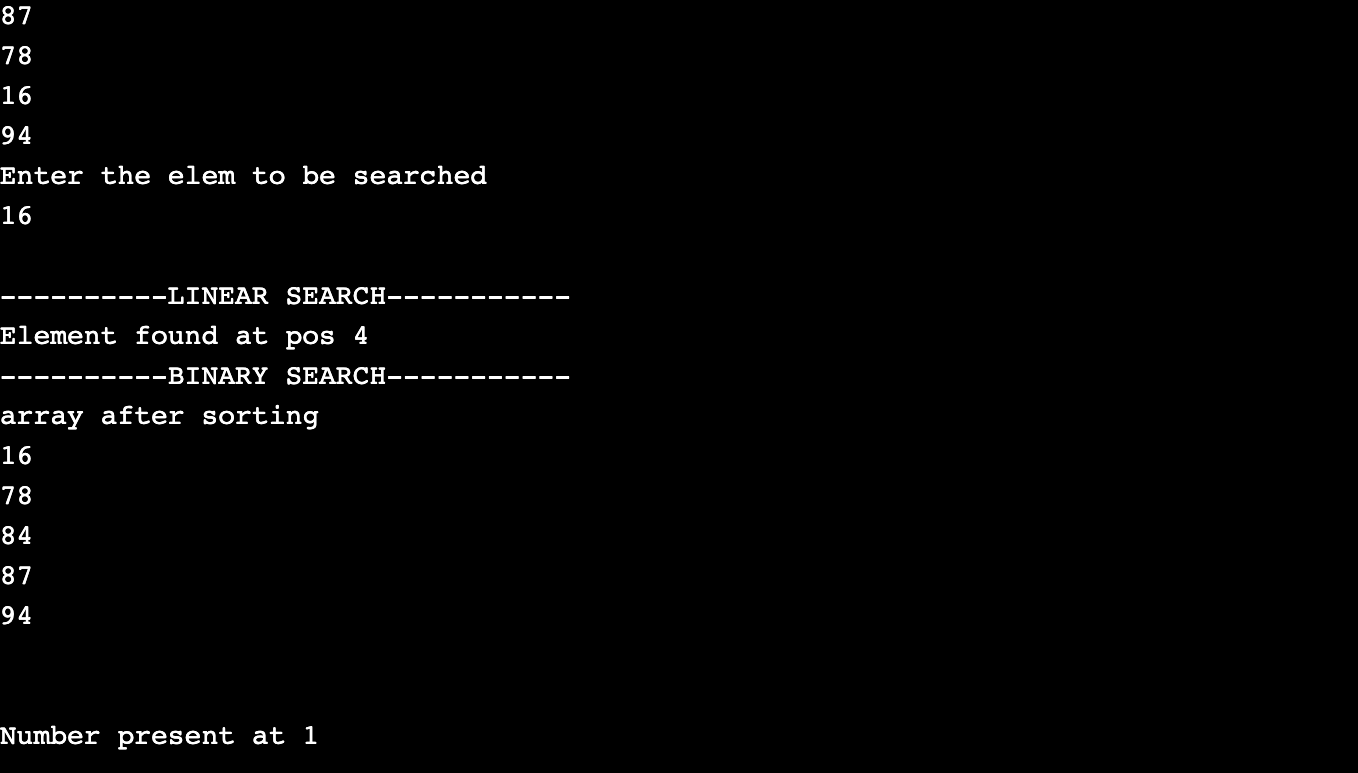 87
78
16
94
Enter the elem to be searched
16
----------LINEAR SEARCH-----------
Element found at pos 4
----------BINARY SEARCH-----------
array after sorting
16
78
84
87
94
Number present at 1